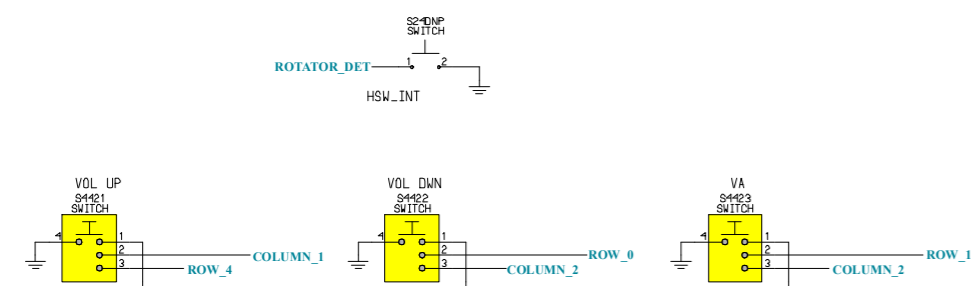 S24DNP
SWITCH
ROTATOR_DET
1
2
HSW_INT
VOL UP
S4421
SWITCH
4
1
2
3
COLUMN_1
ROW_4
VOL DWN
S4422
SWITCH
4
1
2
3
ROW_0
COLUMN_2
VA
S4423
SWITCH
4
1
2
3
ROW_1
COLUMN_2